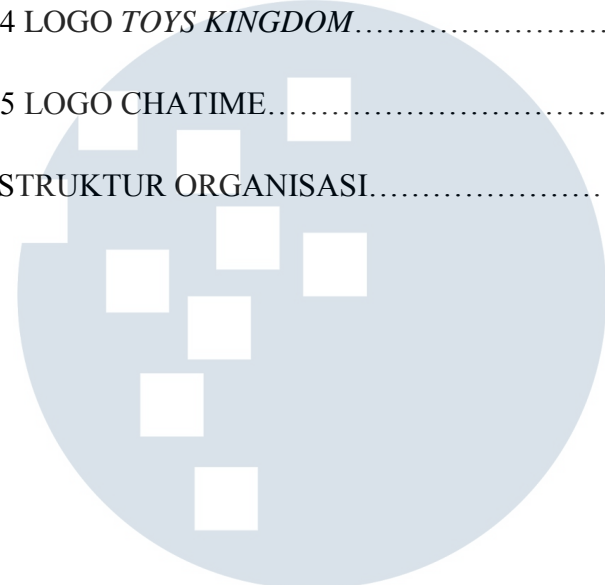 4 LOGO TOYS KINGDOM……………………
5 LOGO CHATIME…………………………….
STRUKTUR ORGANISASI……………………